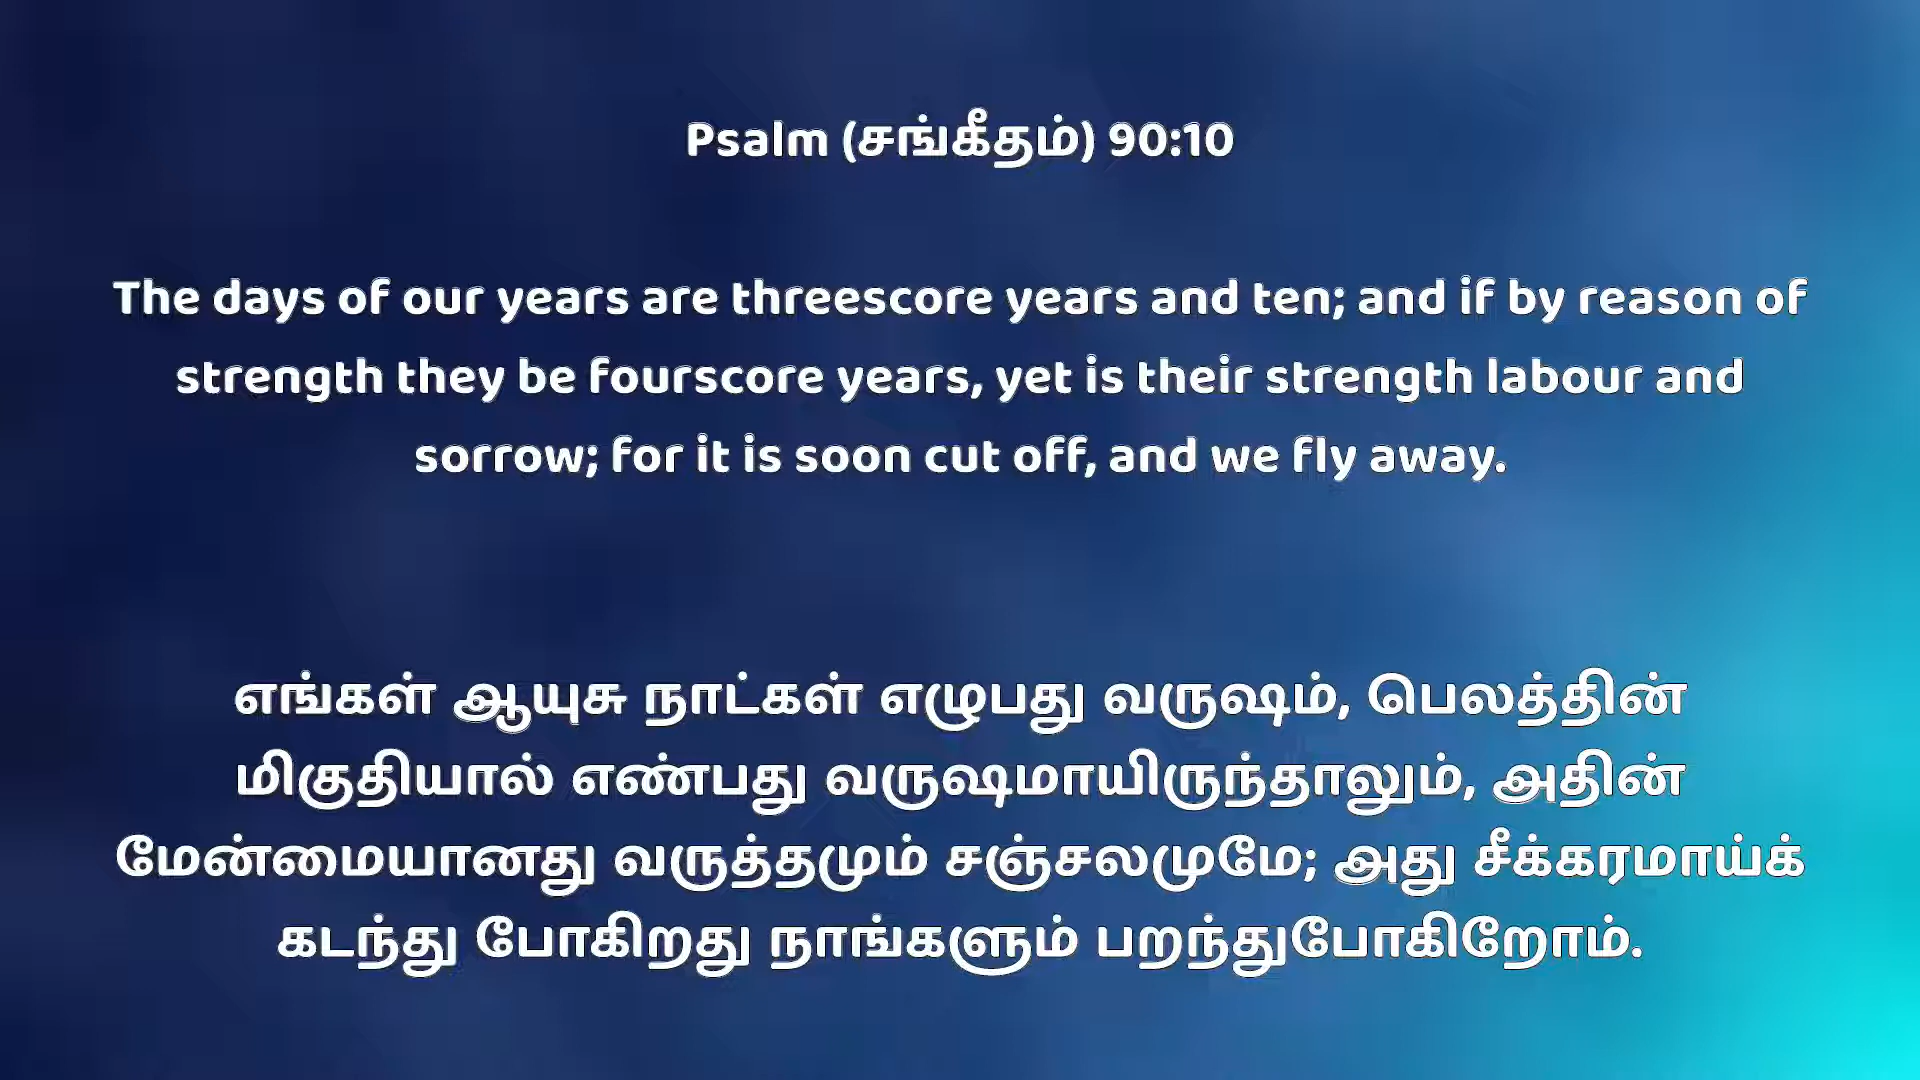 Psalm (சங்கீதம்) 90:10
The days of our years are threescore years and ten; and if by reason of
strength they be fourscore years, yet is their strength labour and
sorrow; for it is soon cut off, and we fly away.
எங்கள் ஆயுசு நாட்கள் எழுபது வருஷம், பெலத்தின்
மிகுதியால் எண்பது வருஷமாயிருந்தாலும், அதின்
மேன்மையானது வருத்தமும் சஞ்சலமுமே; அது சீக்கரமாய்க்
கடந்து போகிறது நாங்களும் பறந்துபோகிறோம்.